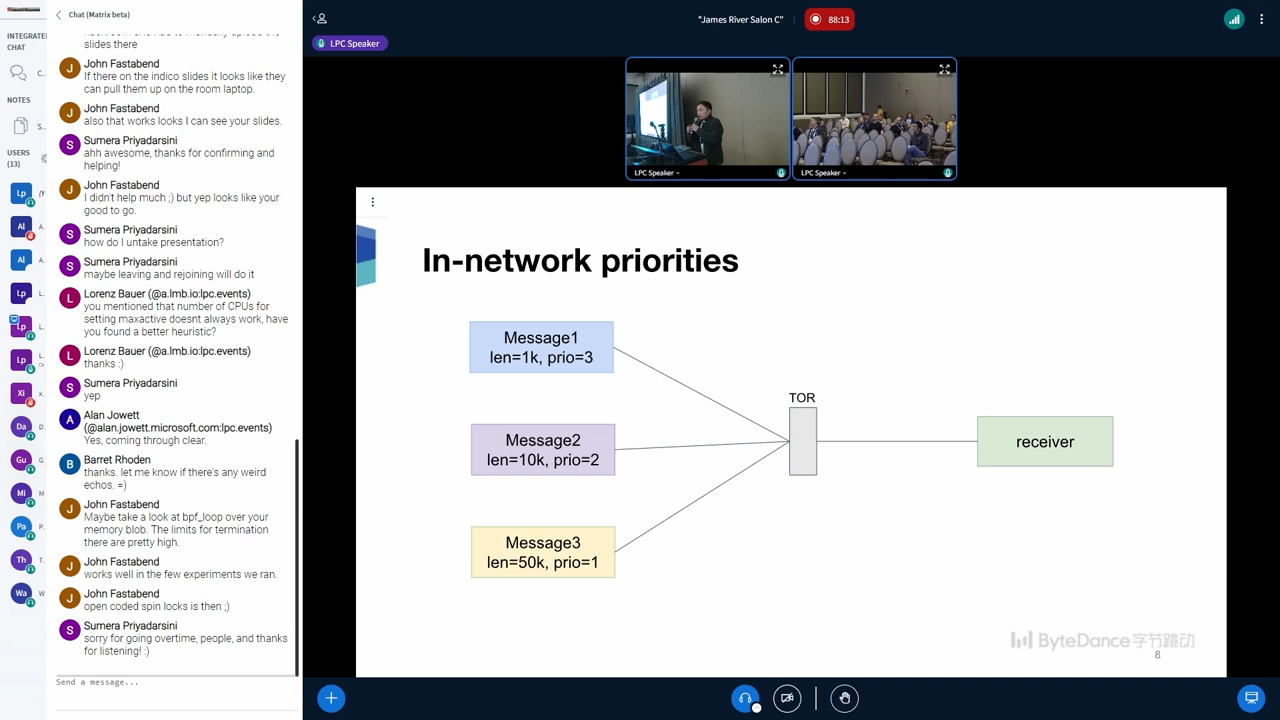 Chat (Matrix beta)
INTEGRATE
CHAT
C...
NOTES
S...
USERS
(13)
slides there
John Fastabend
If there on the indico slides it looks like they
can pull them up on the room laptop.
John Fastabend
also that works looks I can see your slides.
Sumera Priyadarsini
ahh awesome, thanks for confirming and
helping!
John Fastabend
I didn't help much ;) but yep looks like your
good to go.
Sumera Priyadarsini
how do I untake presentation?
Sumera Priyadarsini
maybe leaving and rejoining will do it
Lorenz Bauer (@a.lmb.io:lpc.events)
you mentioned that number of CPUs for
setting maxactive doesnt always work, have
you found a better heuristic?
Lorenz Bauer (@a.lmb.io:lpc.events)
thanks :)
Sumera Priyadarsini
yep
Alan Jowett
(@alan.jowett.microsoft.com:lpc.events)
Yes, coming through clear.
Barret Rhoden
thanks. let me know if there's any weird
echos. =)
John Fastabend
Maybe take a look at bpf_loop over your
memory blob. The limits for termination
there are pretty high.
John Fastabend
works well in the few experiments we ran.
John Fastabend
open coded spin locks is then ;)
Sumera Priyadarsini
sorry for going overtime, people, and thanks
for listening! :)
Send a message...
"James River Salon C"
88:13
LPC Speaker
LPC Speaker
LPC Speaker
In-network priorities
Message1
len=1k, prio=3
Message2
len=10k, prio=2
Message3
len=50k, prio=1
TOR
receiver
ByteDance字节跳动
8